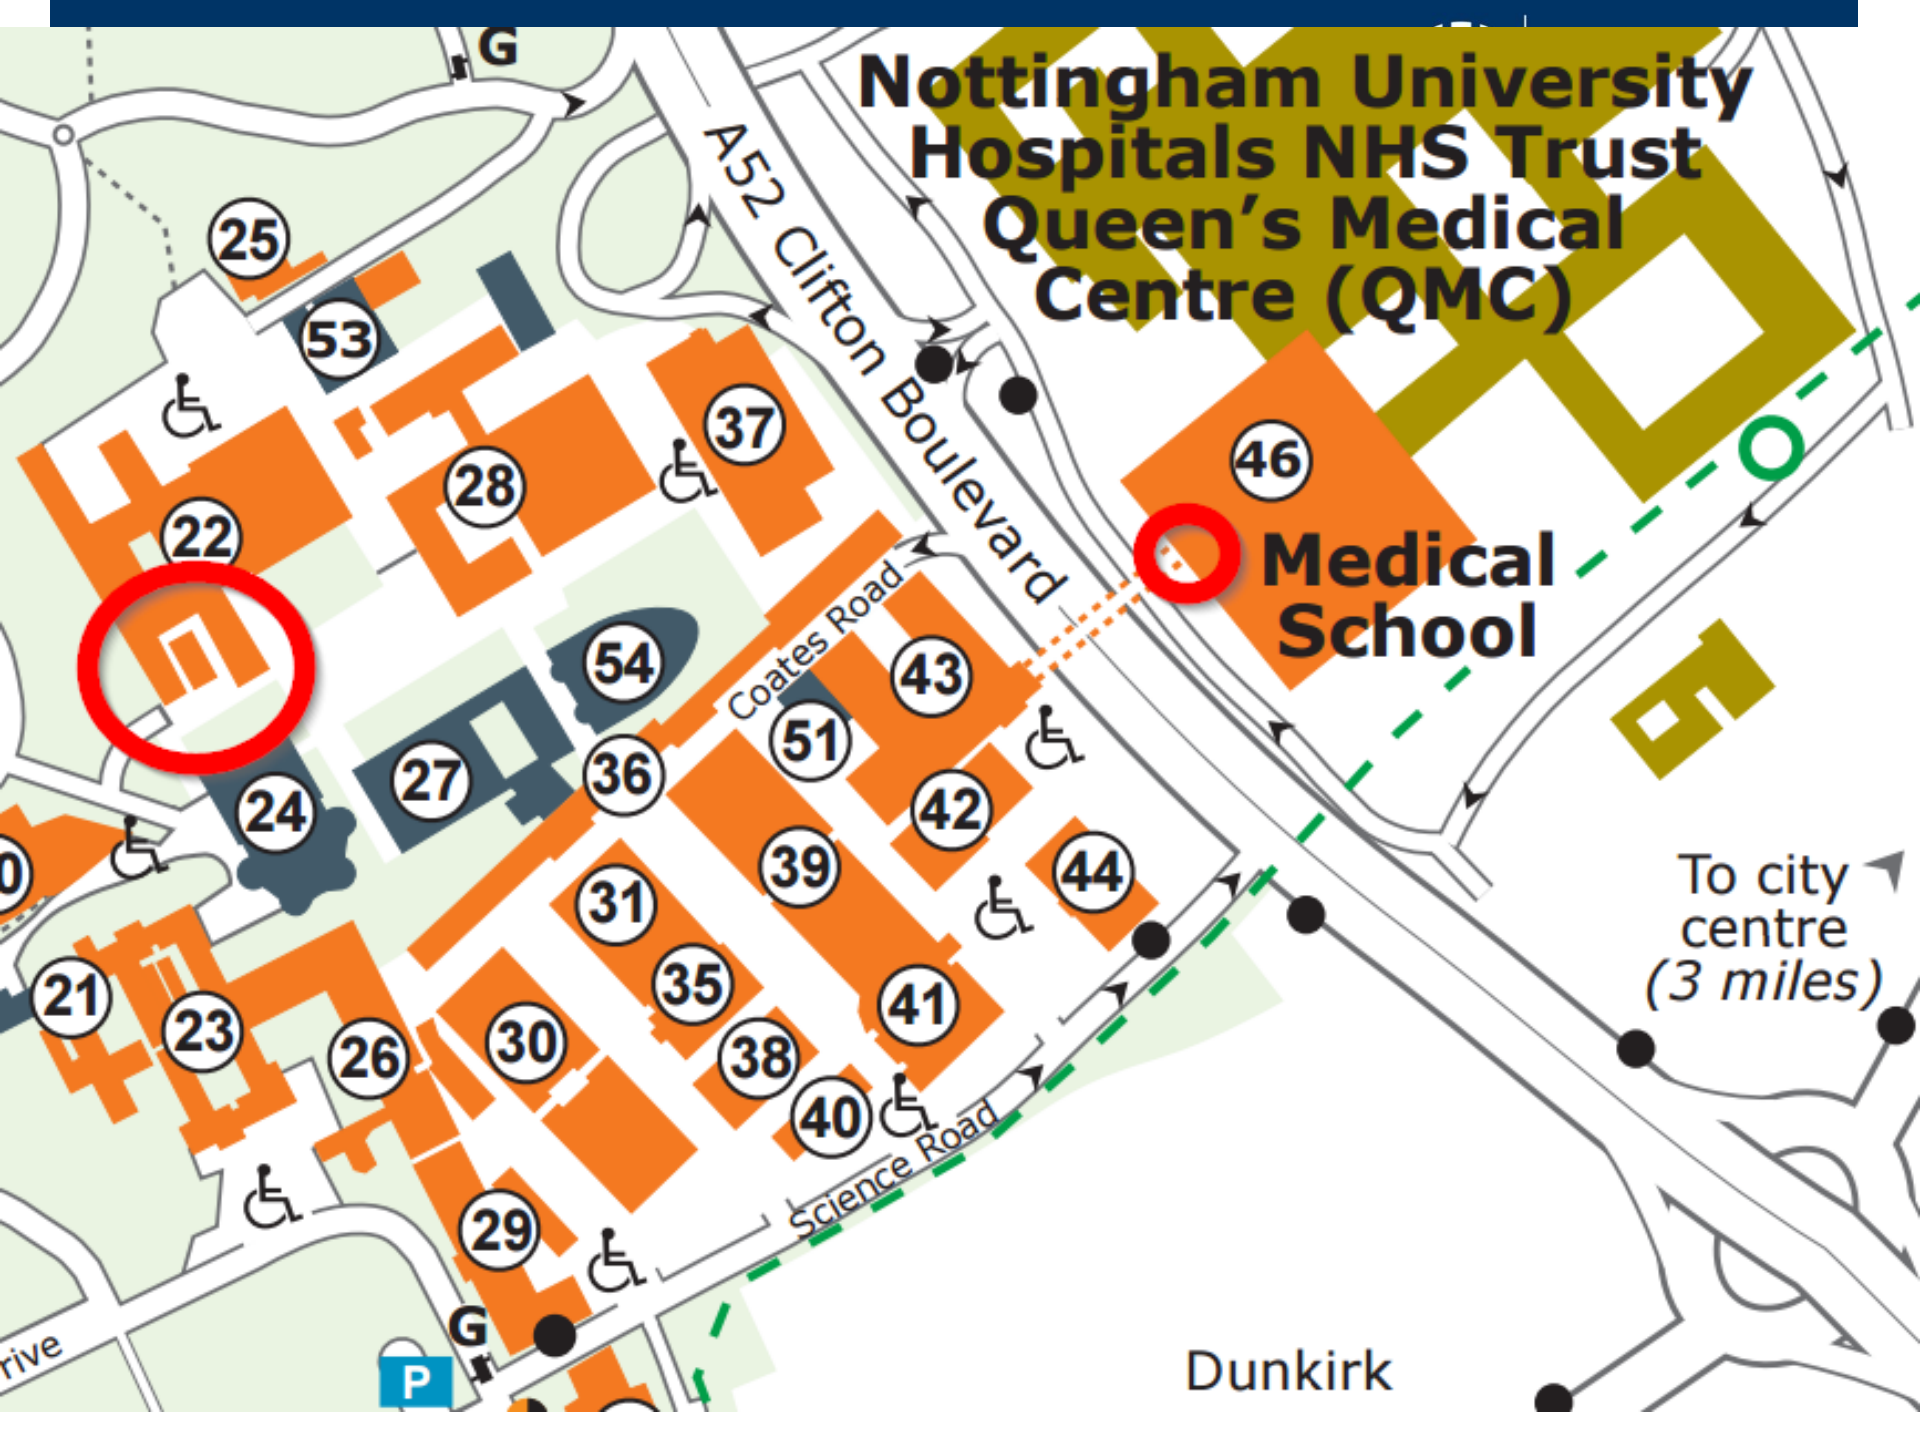 G
Nottingham University
Hospitals NHS Trust
Queen’s Medical
Centre (QMC)
A52 Clifton Boulevard
25
53
37
28
46
22
Medical
School
Coates Road
54
43
51
36
27
24
42
39
44
31
To city
centre
(3 miles)
35
21
41
23
30
26
38
40
Science Road
29
G
P
Dunkirk